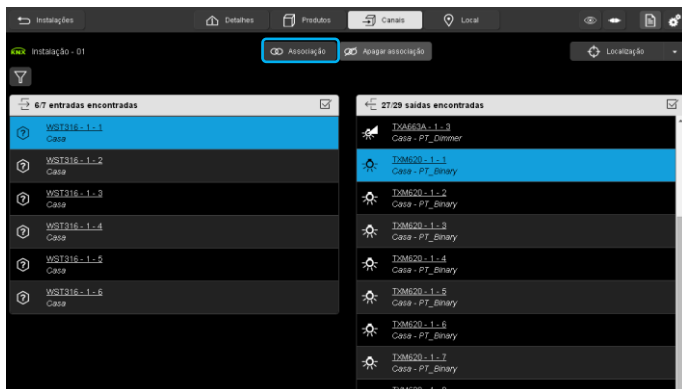 Instalações
Detalhes
Produtos
Canais
Local
KNX Instalação - 01
Associação
Apagar associação
Localização
6/7 entradas encontradas
WST316 - 1 - 1
Casa
WST316 - 1 - 2
Casa
WST316 - 1 - 3
Casa
WST316 - 1 - 4
Casa
WST316 - 1 - 5
Casa
WST316 - 1 - 6
Casa
27/29 saídas encontradas
TXA663A - 1 - 3
Casa - PT_Dimmer
TXM620 - 1 - 1
Casa - PT_Binary
TXM620 - 1 - 2
Casa - PT_Binary
TXM620 - 1 - 3
Casa - PT_Binary
TXM620 - 1 - 4
Casa - PT_Binary
TXM620 - 1 - 5
Casa - PT_Binary
TXM620 - 1 - 6
Casa - PT_Binary
TXM620 - 1 - 7
Casa - PT_Binary